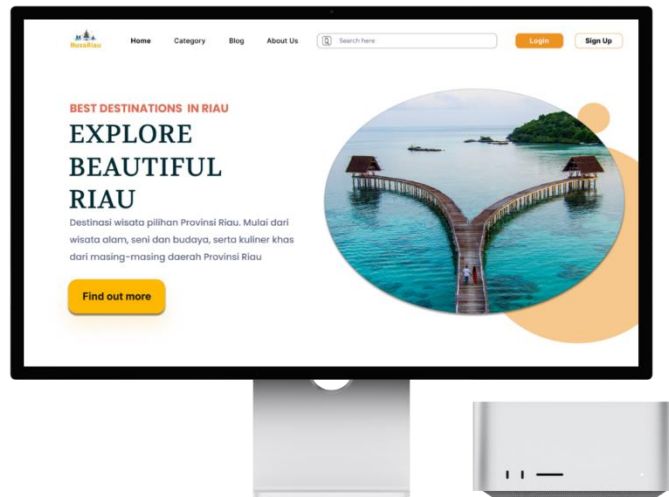 NusaRiau
Home Category Blog About Us Search here Login Sign Up
BEST DESTINATIONS IN RIAU
EXPLORE
BEAUTIFUL
RIAU
Destinasi wisata pilihan Provinsi Riau. Mulai dari
wisata alam, seni dan budaya, serta kuliner khas
dari masing-masing daerah Provinsi Riau
Find out more